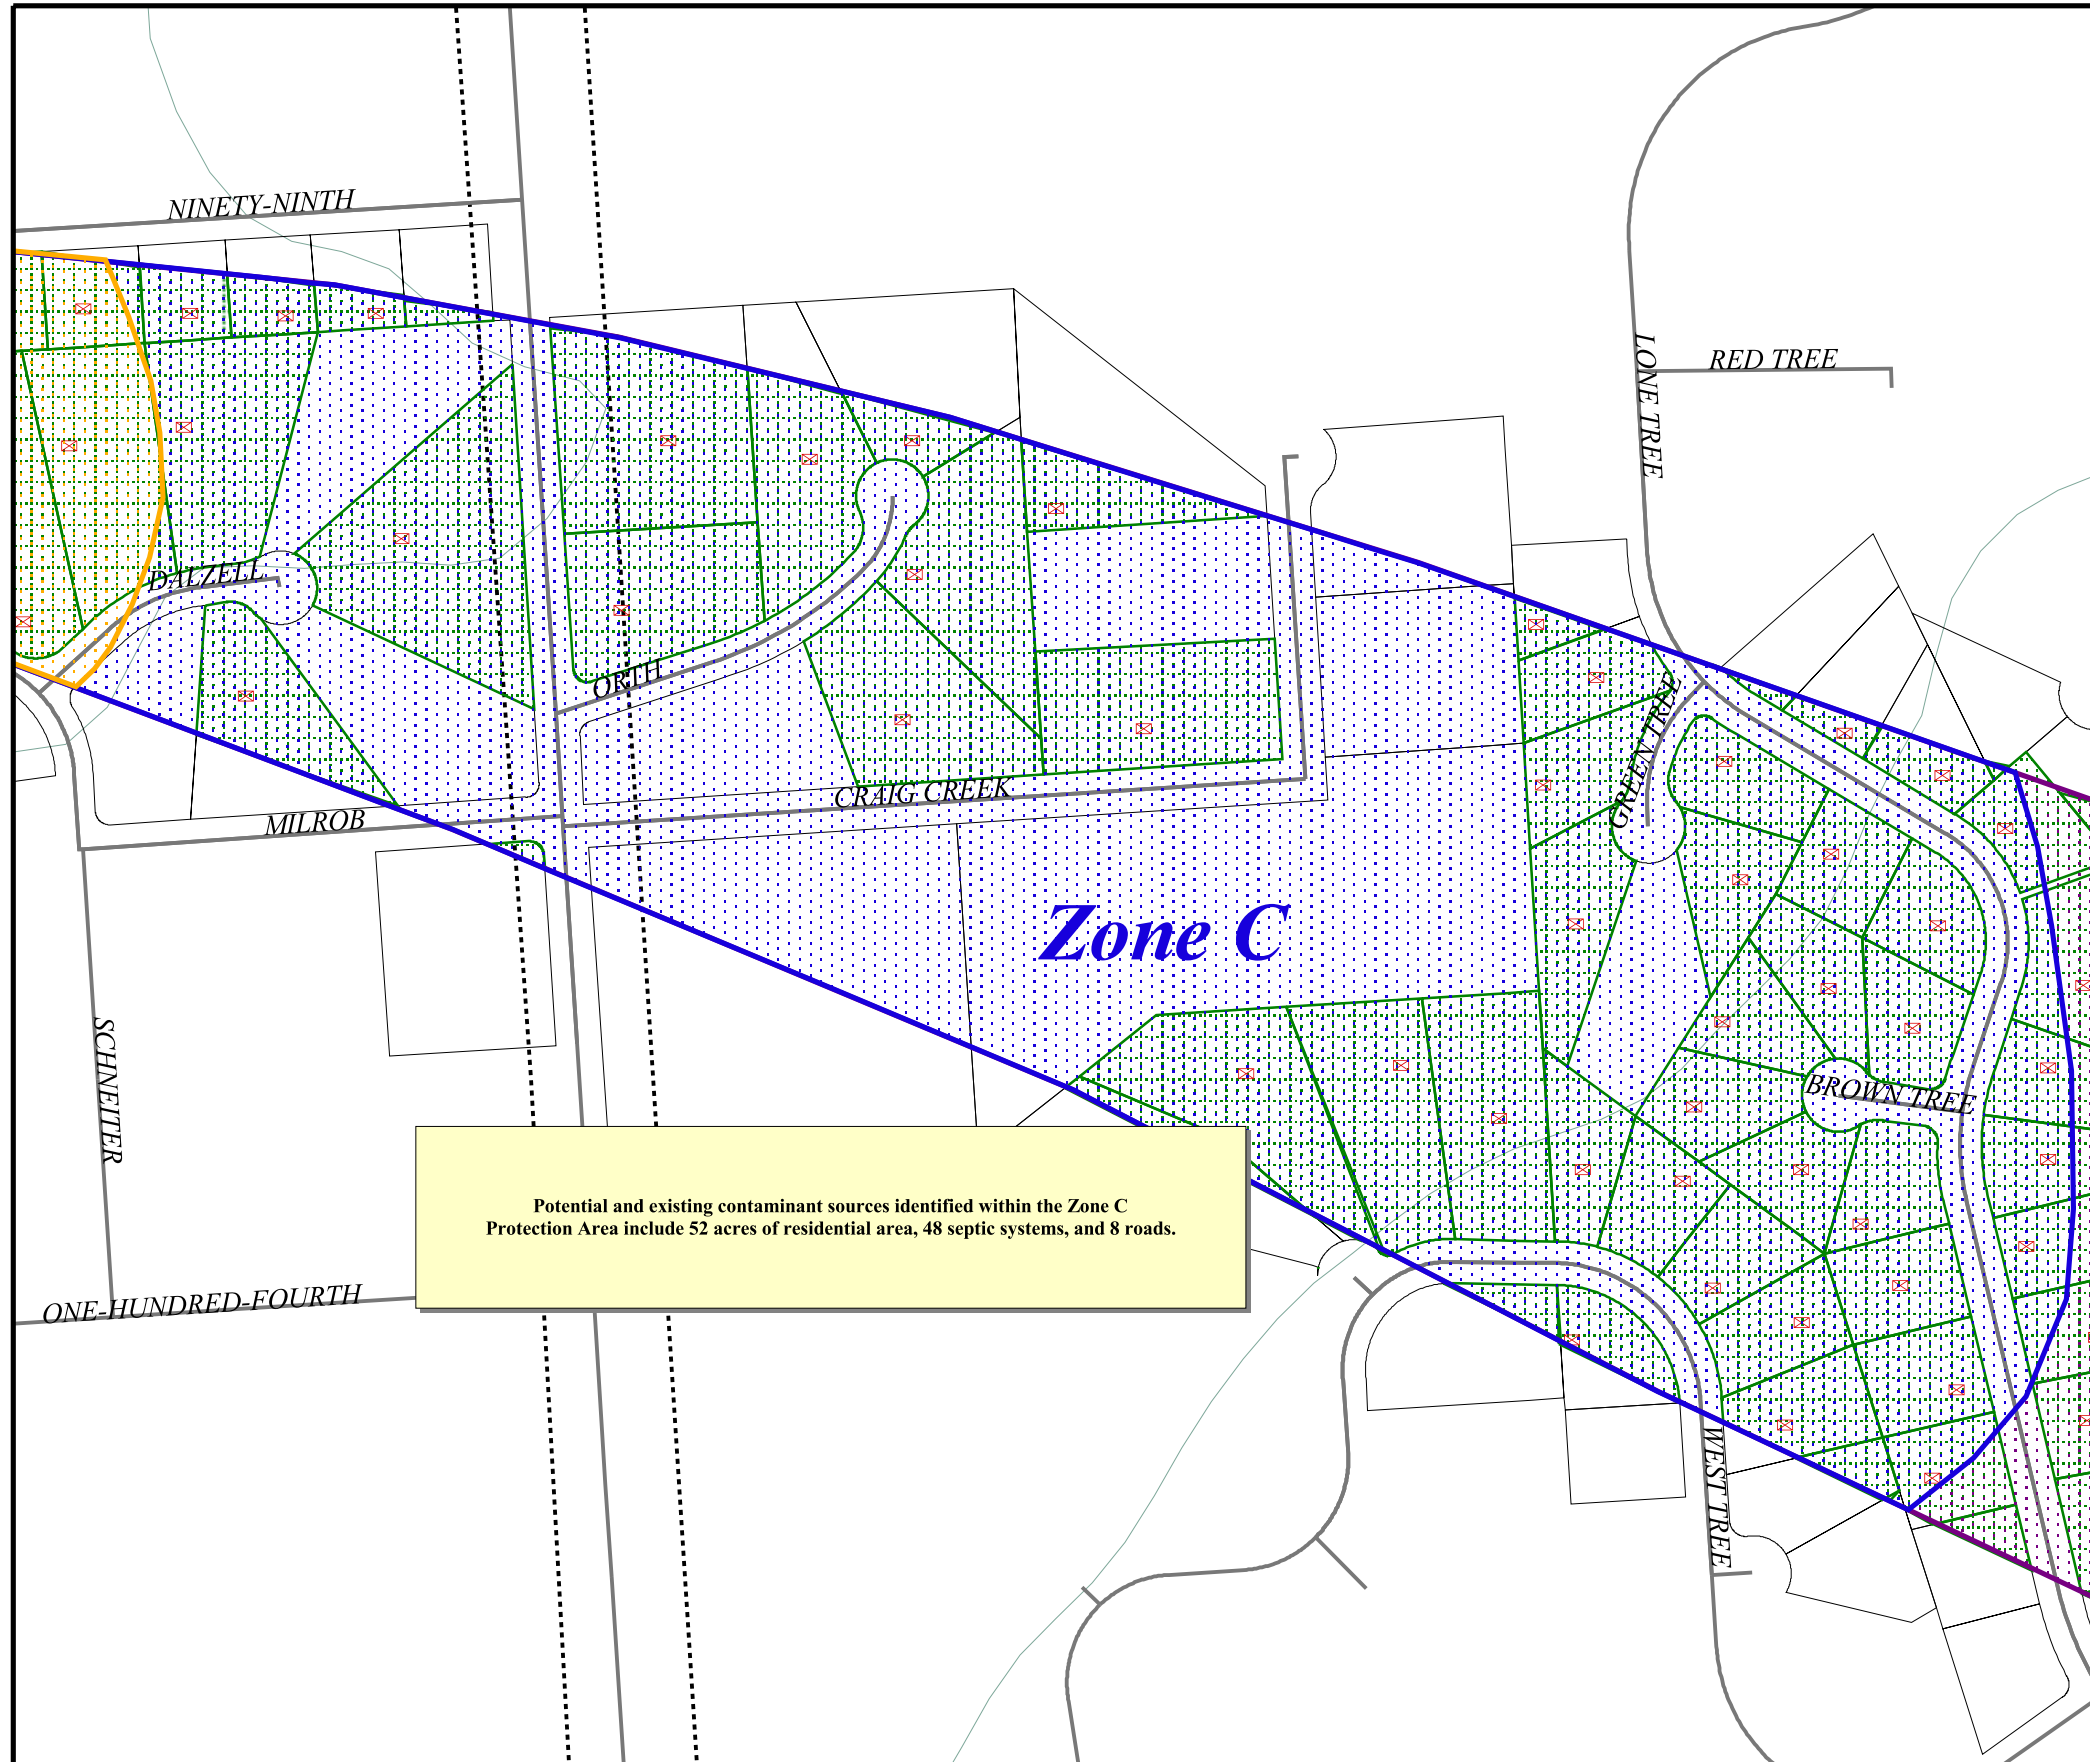 NINETY-NINTH
LONE TREE
RED TREE
DALZELL
ORTH
GREEN TREE
CRAIG CREEK
MILROB
Zone C
SCHNEITER
BROWN TREE
Potential and existing contaminant sources identified within the Zone C
Protection Area include 52 acres of residential area, 48 septic systems, and 8 roads.
ONE-HUNDRED-FOURTH
WEST TREE